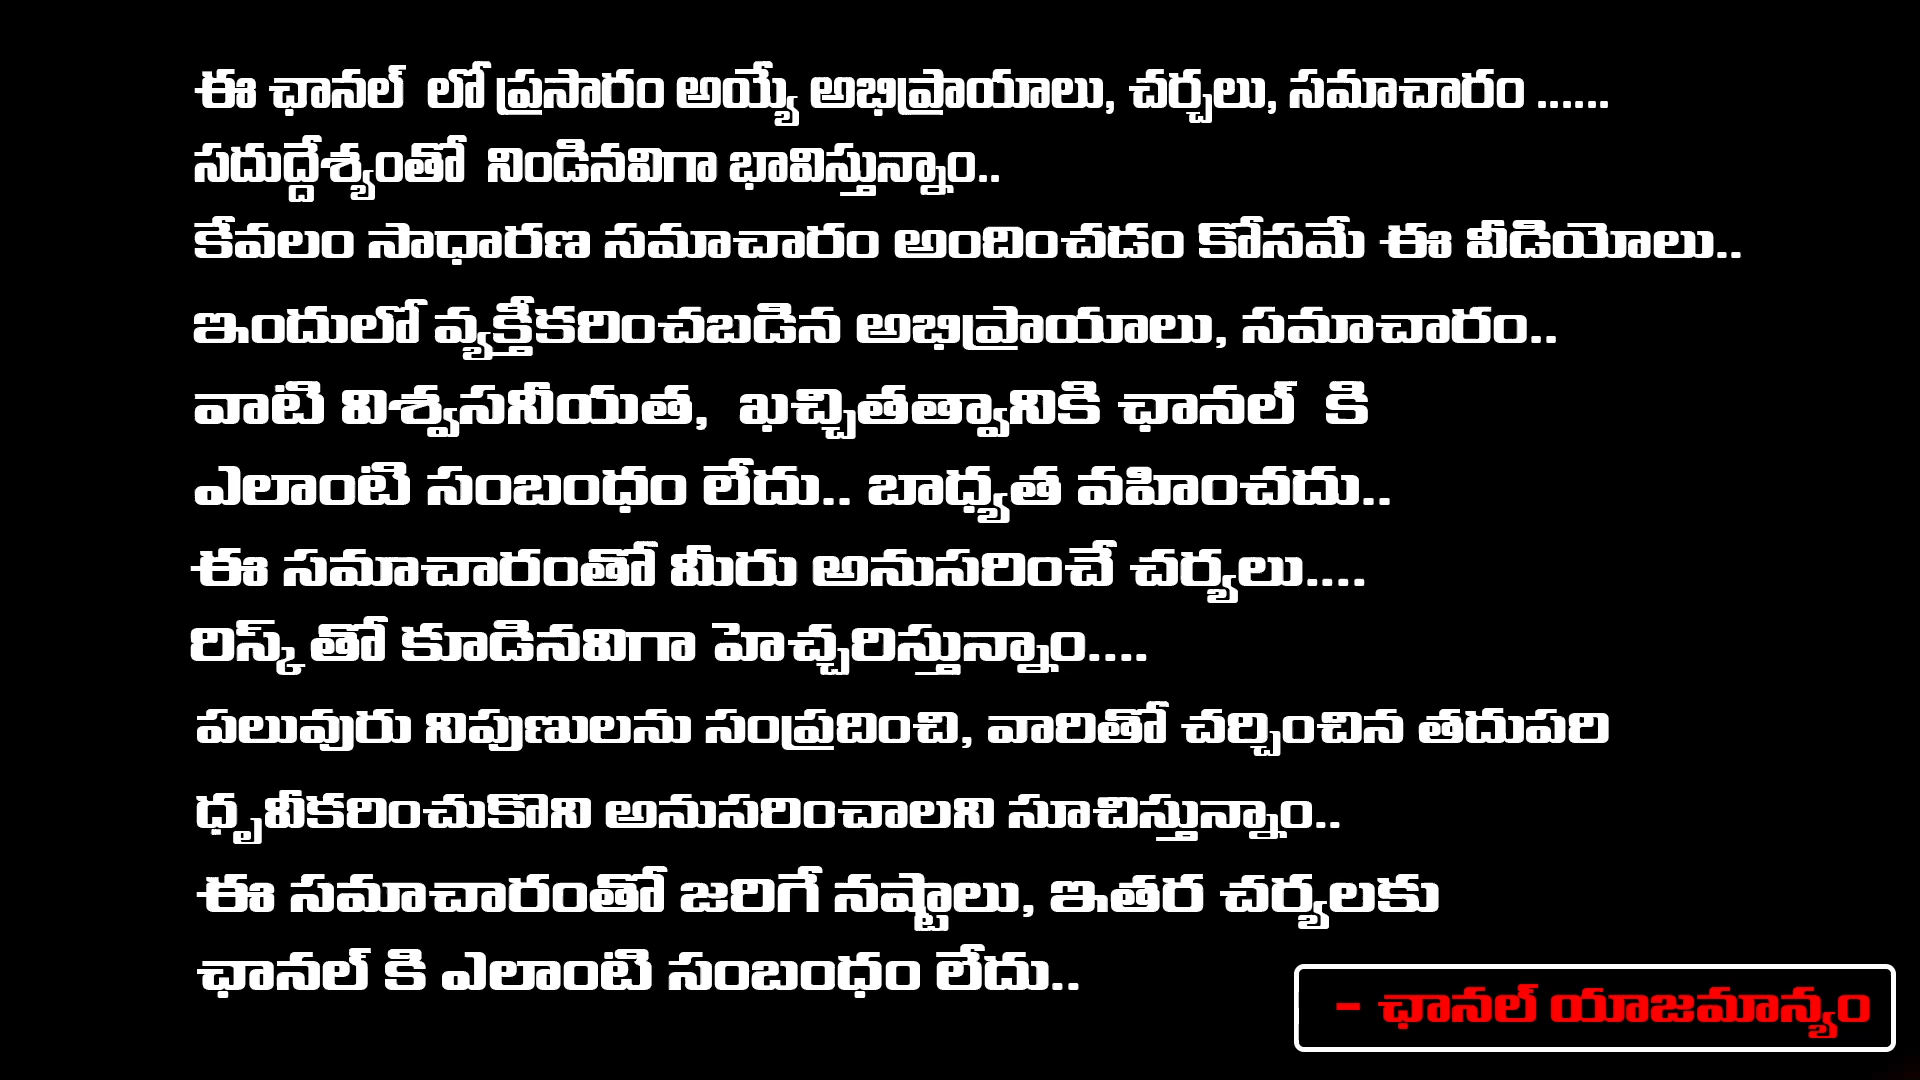 ఈ ఛానల్ లో ప్రసారం అయ్యే అభిప్రాయాలు, చర్చలు, సమాచారం ......
సదుద్దేశ్యంతో నిండినవిగా భావిస్తున్నాం..
కేవలం సాధారణ సమాచారం అందించడం కోసమే ఈ వీడియోలు..
ఇందులో వ్యక్తీకరించబడిన అభిప్రాయాలు, సమాచారం..
వాటి విశ్వసనీయత, ఖచ్చితత్వానికి ఛానల్ కి
ఎలాంటి సంబంధం లేదు.. బాధ్యత వహించదు..
ఈ సమాచారంతో మీరు అనుసరించే చర్యలు....
రిస్క్ తో కూడినవిగా హెచ్చరిస్తున్నాం....
పలువురు నిపుణులను సంప్రదించి, వారితో చర్చించిన తదుపరి
ధృవీకరించుకొని అనుసరించాలని సూచిస్తున్నాం..
ఈ సమాచారంతో జరిగే నష్టాలు, ఇతర చర్యలకు
ఛానల్ కి ఎలాంటి సంబంధం లేదు..
- ఛానల్ యాజమాన్యం